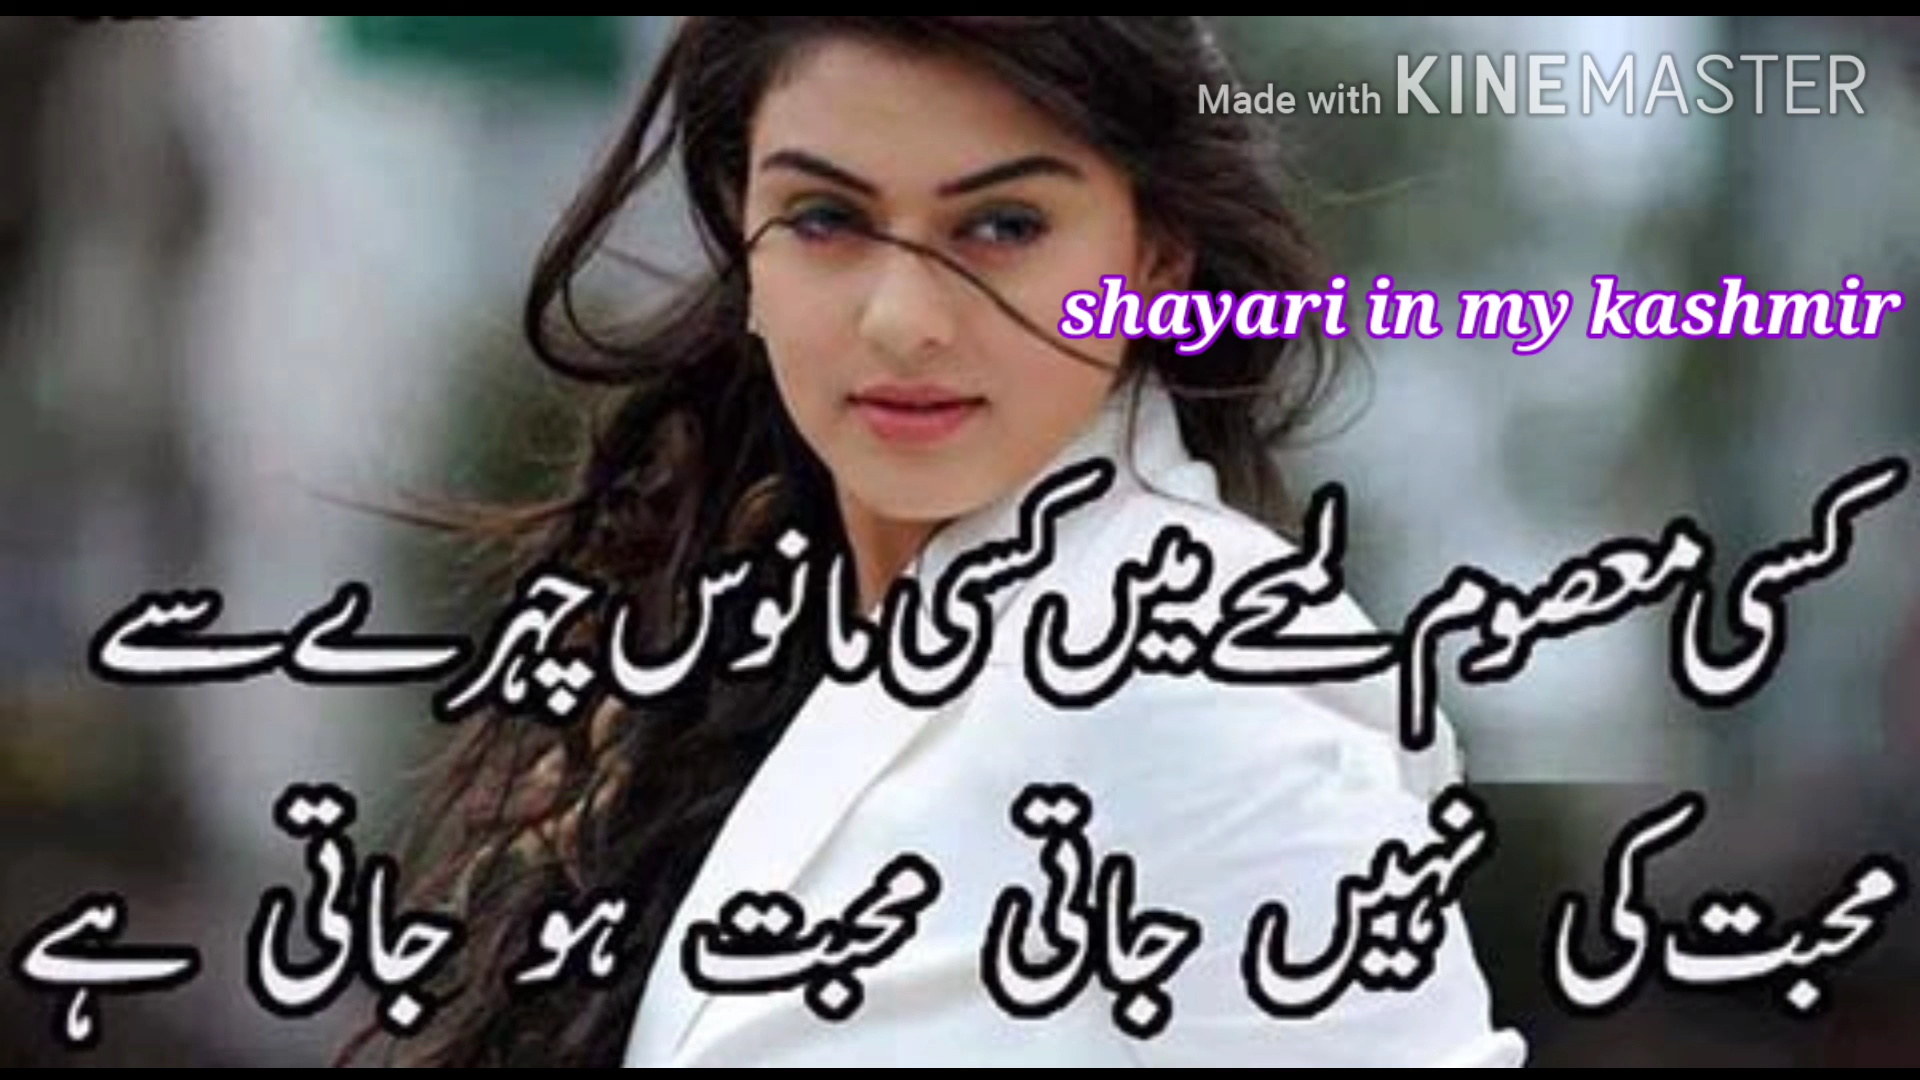 Made with KINEMASTER
shayari in my kashmir
کسی معصوم لمحے میں کسی مانوس چہرے سے
محبت کی نہیں جاتی محبت ہو جاتی ہے